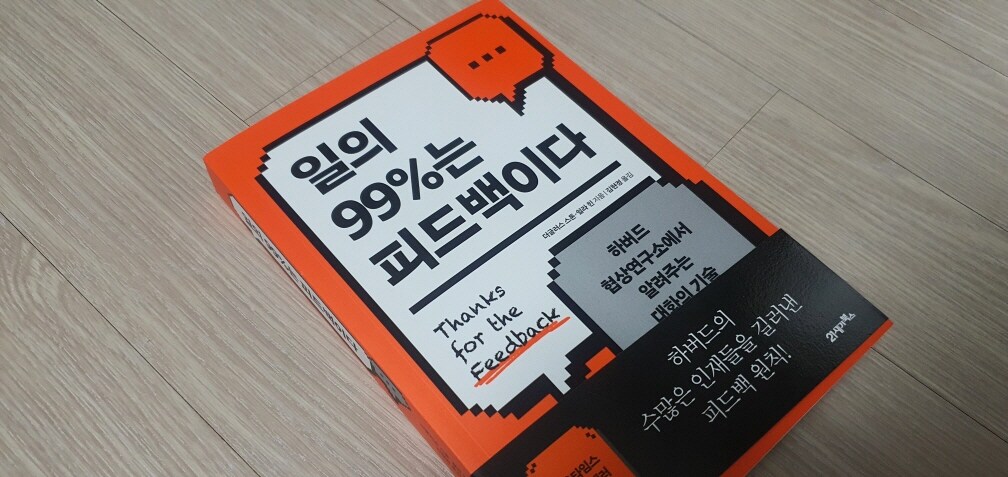 일의
99%는
피드백이다
더글러스 스톤·쉴라 힌 지음 | 김현정 옮김
Thanks
for the
Feedback
하버드
협상연구소에서
알려주는
대화의 기술
하버드의
수많은 인재들을 길러낸
피드백 원칙!
21세기북스
타임스